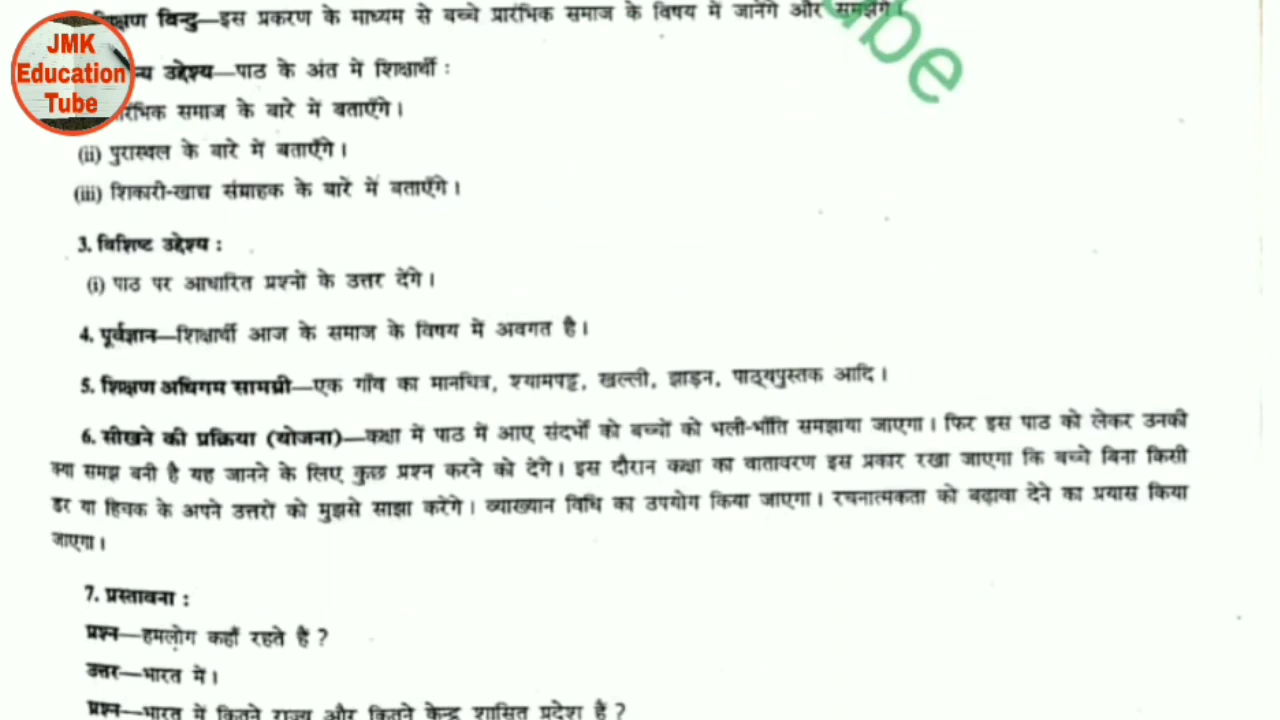 शिक्षण बिन्दु—इस प्रकरण के माध्यम से बच्चे प्रारंभिक समाज के विषय में जानेंगे और समझेंगे।
JMK
Education
Tube
उद्देश्य—पाठ के अंत में शिक्षार्थी :
समाज के बारे में बताएँगे।
(ii) पुरास्थल के बारे में बताएँगे।
(iii) शिकारी-खाद्य संग्राहक के बारे में बताएँगे।
3. विशिष्ट उद्देश्य :
(i) पाठ पर आधारित प्रश्नों के उत्तर देंगे।
4. पूर्वज्ञान—शिक्षार्थी आज के समाज के विषय में अवगत है।
5. शिक्षण अधिगम सामग्री—एक गाँव का मानचित्र, श्यामपट्ट, खल्ली, झाड़न, पाठ्यपुस्तक आदि।
6. सीखने की प्रक्रिया (योजना)—कक्षा में पाठ में आए संदर्भों को बच्चों को भली-भाँति समझाया जाएगा। फिर इस पाठ को लेकर उनकी
क्या समझ बनी है यह जानने के लिए कुछ प्रश्न करने को देंगे। इस दौरान कक्षा का वातावरण इस प्रकार रखा जाएगा कि बच्चे बिना किसी
डर या हिचक के अपने उत्तरों को मुझसे साझा करेंगे। व्याख्यान विधि का उपयोग किया जाएगा। रचनात्मकता को बढ़ावा देने का प्रयास किया
जाएगा।
7. प्रस्तावना :
प्रश्न—हमलोग कहाँ रहते हैं ?
उत्तर—भारत में।
प्रश्न—भारत में कितने राज्य और कितने केन्द्र शासित प्रदेश हैं ?